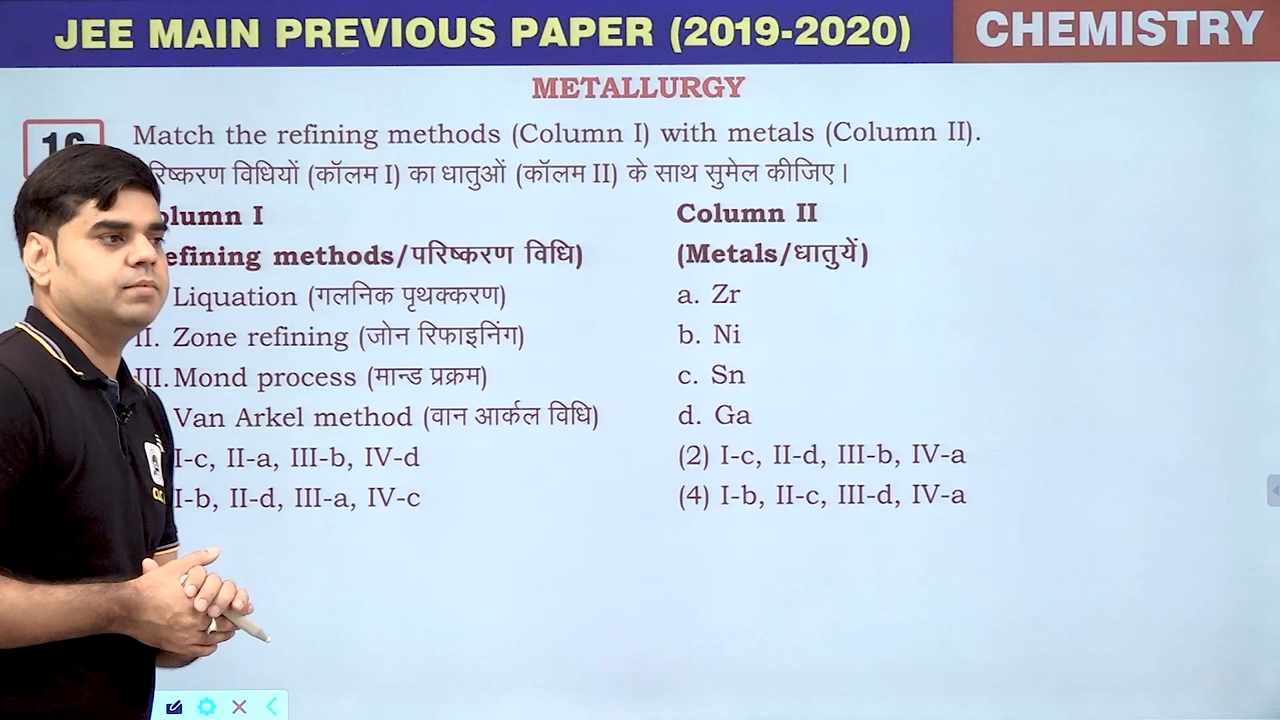 JEE MAIN PREVIOUS PAPER (2019-2020)
CHEMISTRY
METALLURGY
Match the refining methods (Column I) with metals (Column II).
(कॉलम I) का धातुओं (कॉलम II) के साथ सुमेल कीजिए।
I
Column II
methods/परिष्करण विधि)
(Metals/धातुयें)
Liquation (गलनिक पृथक्करण)
a. Zr
II. Zone refining (जोन रिफाइनिंग)
b. Ni
III. Mond process (मान्ड प्रक्रम)
c. Sn
Van Arkel method (वान आर्कल विधि)
d. Ga
I-c, II-a, III-b, IV-d
(2) I-c, II-d, III-b, IV-a
I-b, II-d, III-a, IV-c
(4) I-b, II-c, III-d, IV-a